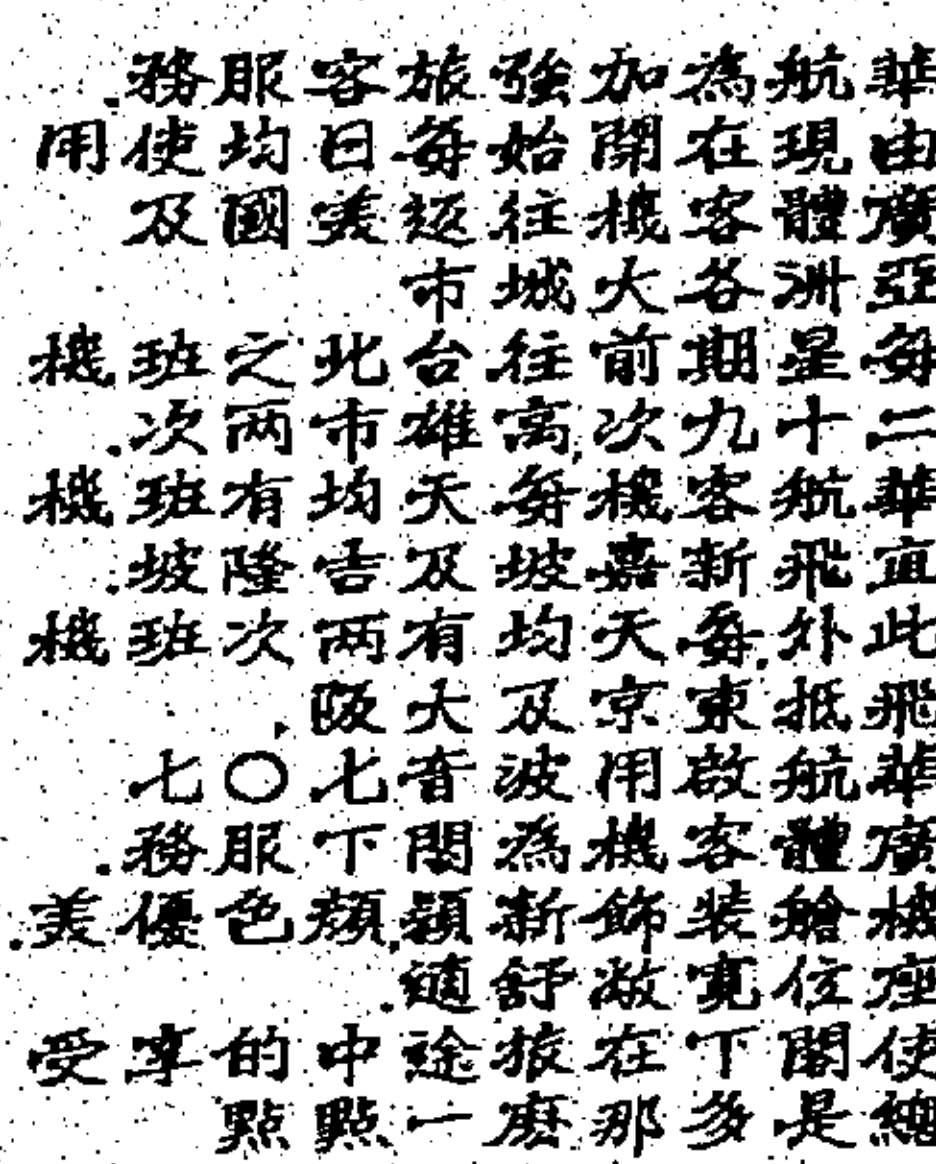 華航為加強旅客服務.
由現在開始每日均使用
廣體客機往返美國及
亞洲各大城市
每星期前往台北之班機
二十九次,高雄市两次.
華航客機每天均有班機
直飛新嘉坡及吉隆坡.
此外,每天均有两次班機
飛抵東京及大阪.
華航啟用波音七〇七
廣體客機為閣下服務.
機艙装飾新穎,顏色優美.
座位寬敞舒適.
使閣下在旅途中的享受
總是多那麽一點點